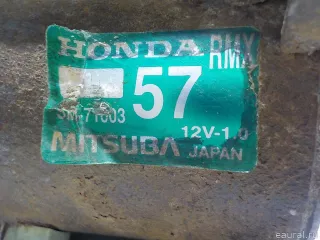 HONDA RMX
57
SM-71003
12V-1.0
MITSUBA JAPAN
eaural.ru